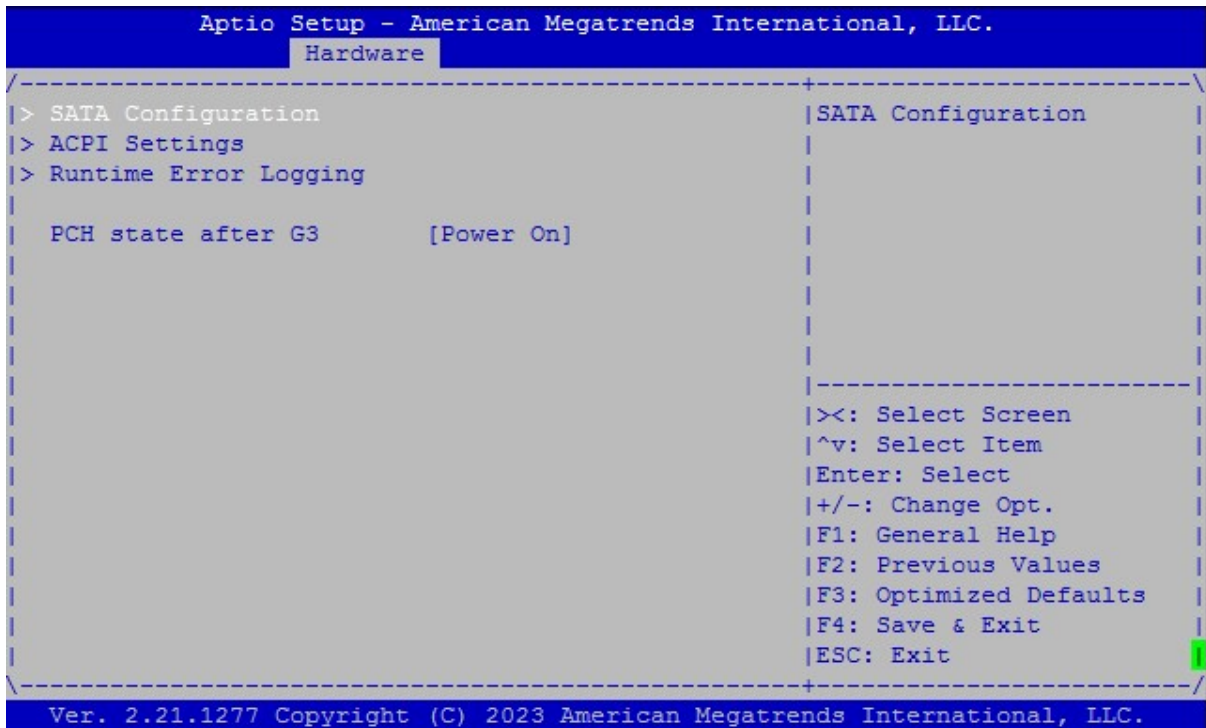 Aptio Setup - American Megatrends International, LLC.
Hardware
/----------------------------------------------------+-------------------------\
|> SATA Configuration |SATA Configuration |
|> ACPI Settings | |
|> Runtime Error Logging | |
| | |
| PCH state after G3 [Power On] | |
| | |
| | |
| | |
| | |
| |-------------------------|
| |><: Select Screen |
| |^v: Select Item |
| |Enter: Select |
| |+/-: Change Opt. |
| |F1: General Help |
| |F2: Previous Values |
| |F3: Optimized Defaults |
| |F4: Save & Exit |
| |ESC: Exit |
\----------------------------------------------------+-------------------------/
Ver. 2.21.1277 Copyright (C) 2023 American Megatrends International, LLC.